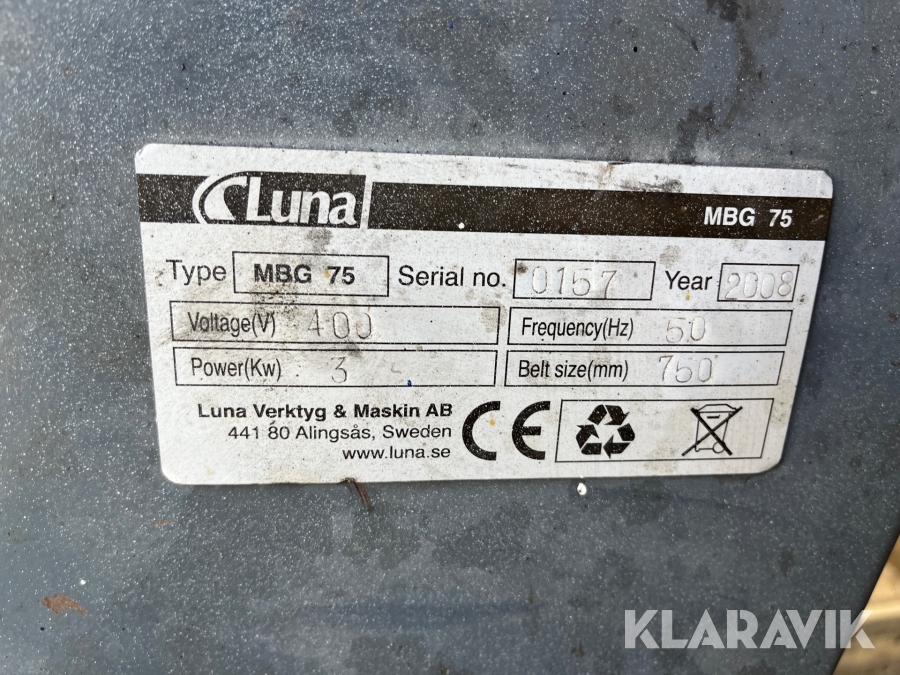 Luna
MBG 75
Type MBG 75 Serial no. 0157 Year 2008
Voltage(V) 400 Frequency(Hz) 50
Power(Kw) 3 Belt size(mm) 750
Luna Verktyg & Maskin AB
441 80 Alingsås, Sweden
www.luna.se
CE
KLARAVIK